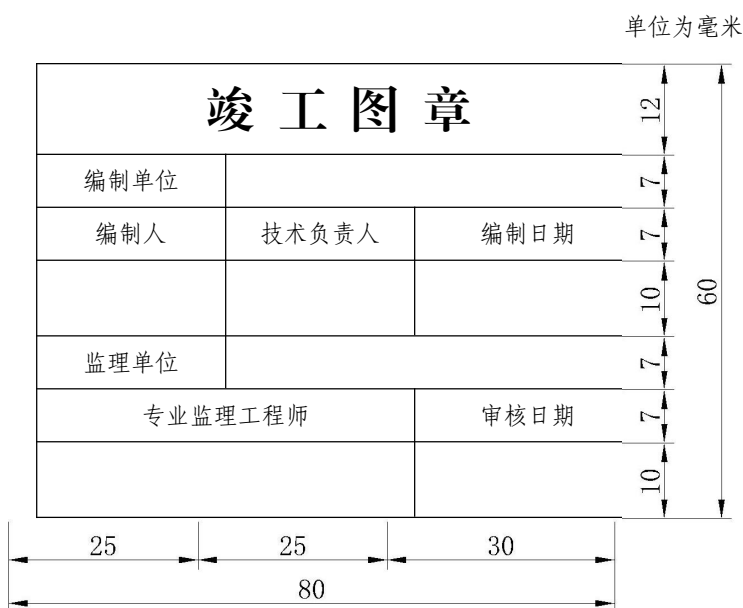 单位为毫米
竣工图章
12
编制单位
7
编制人 技术负责人 编制日期
7
10
60
监理单位
7
专业监理工程师 审核日期
7
10
25 25 30
80